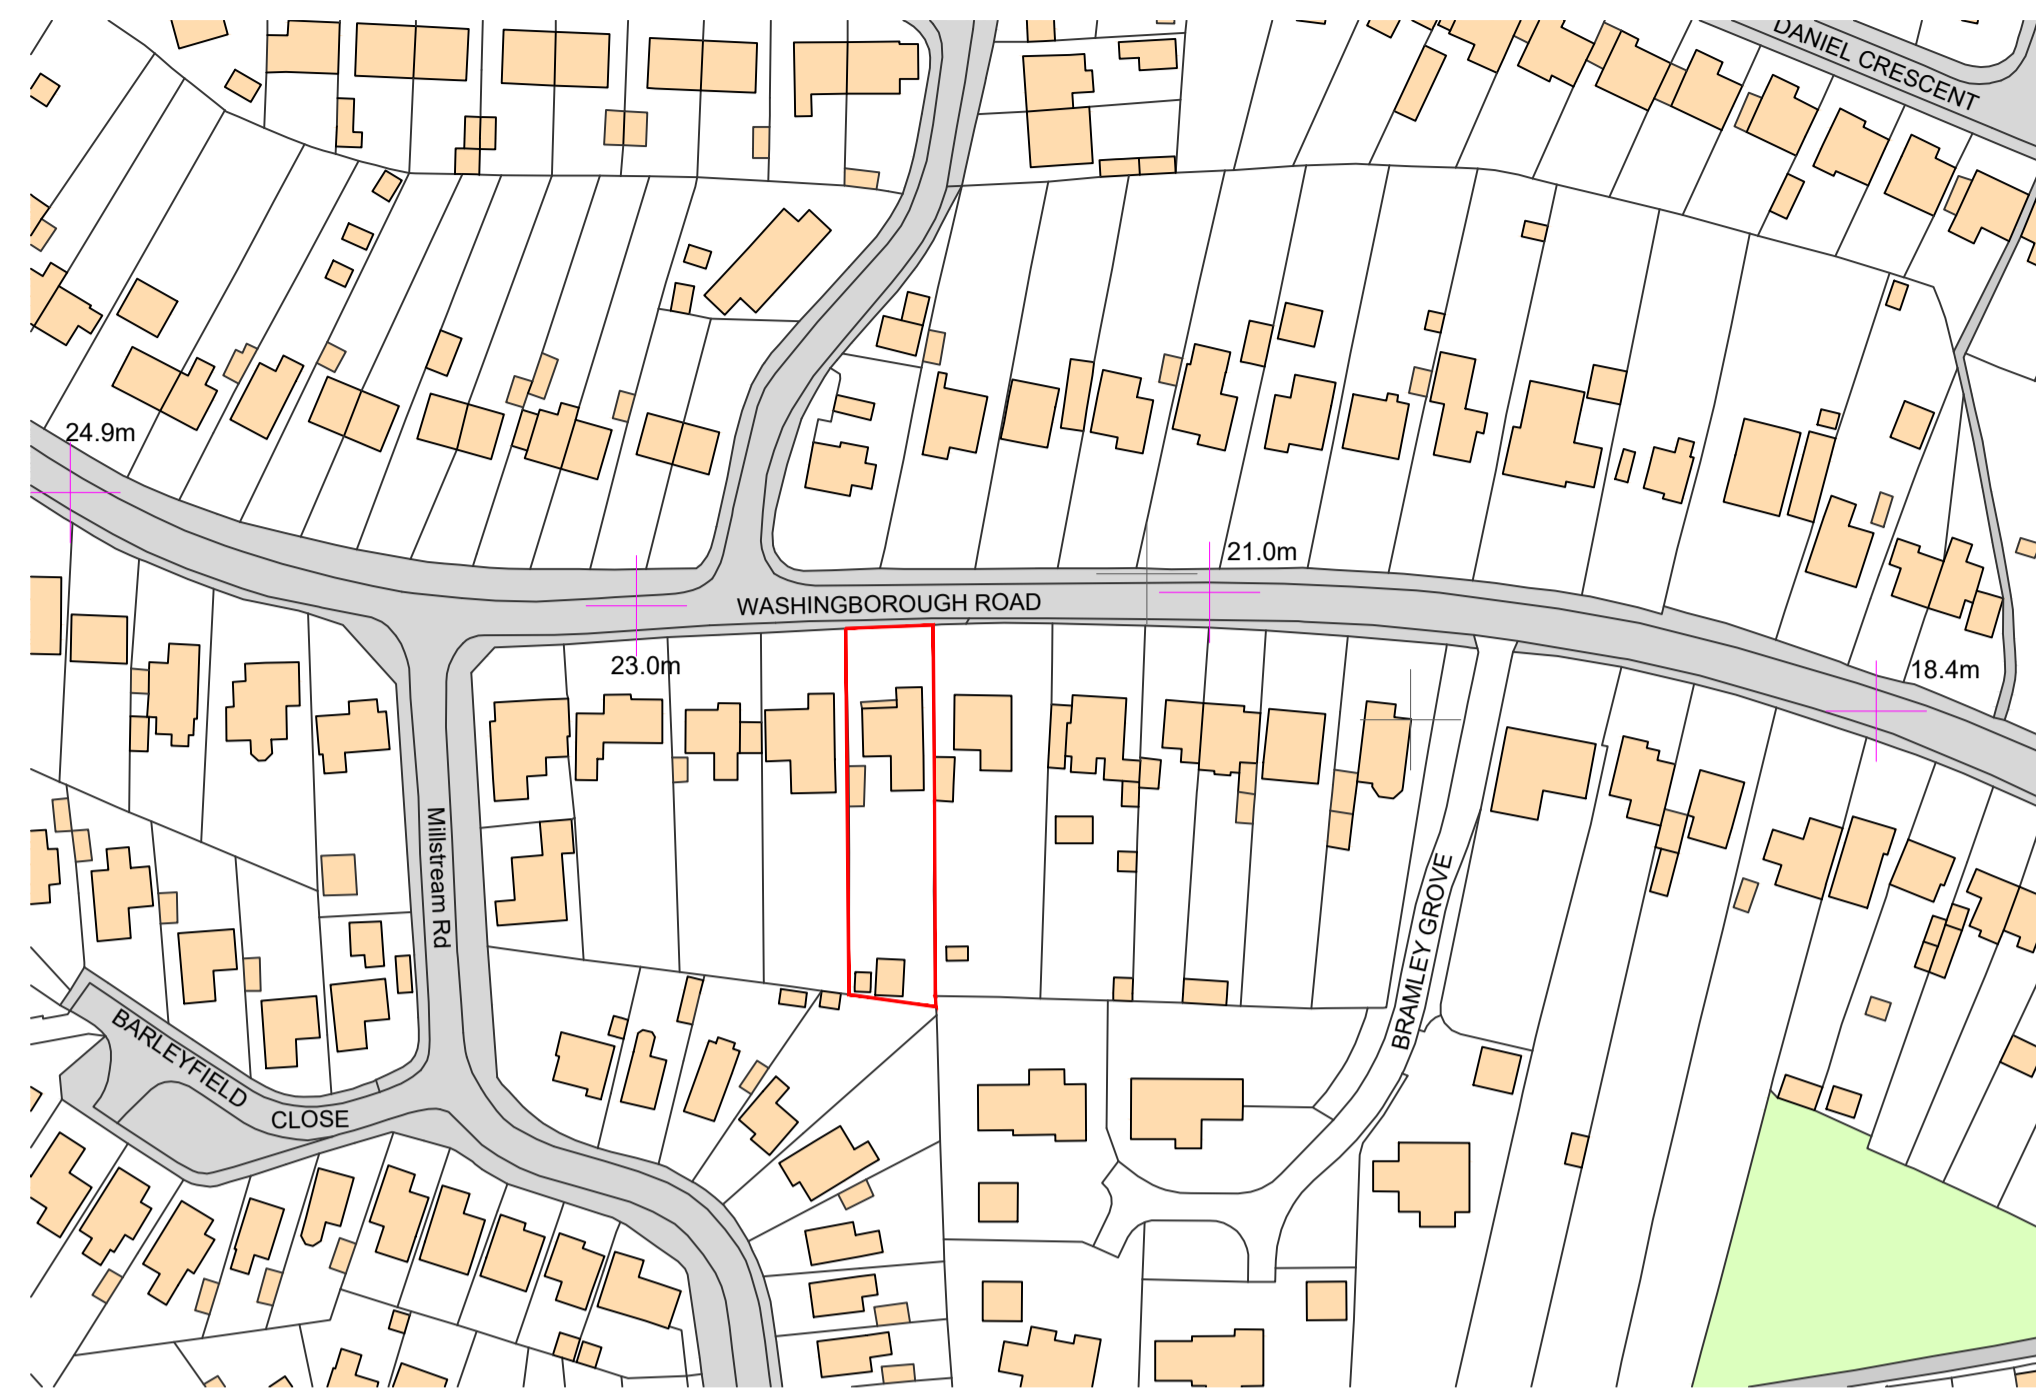 DANIEL CRESCENT
24.9m
21.0m
WASHINGBOROUGH ROAD
23.0m
18.4m
Millstream Rd
BRAMLEY GROVE
BARLEYFIELD
CLOSE